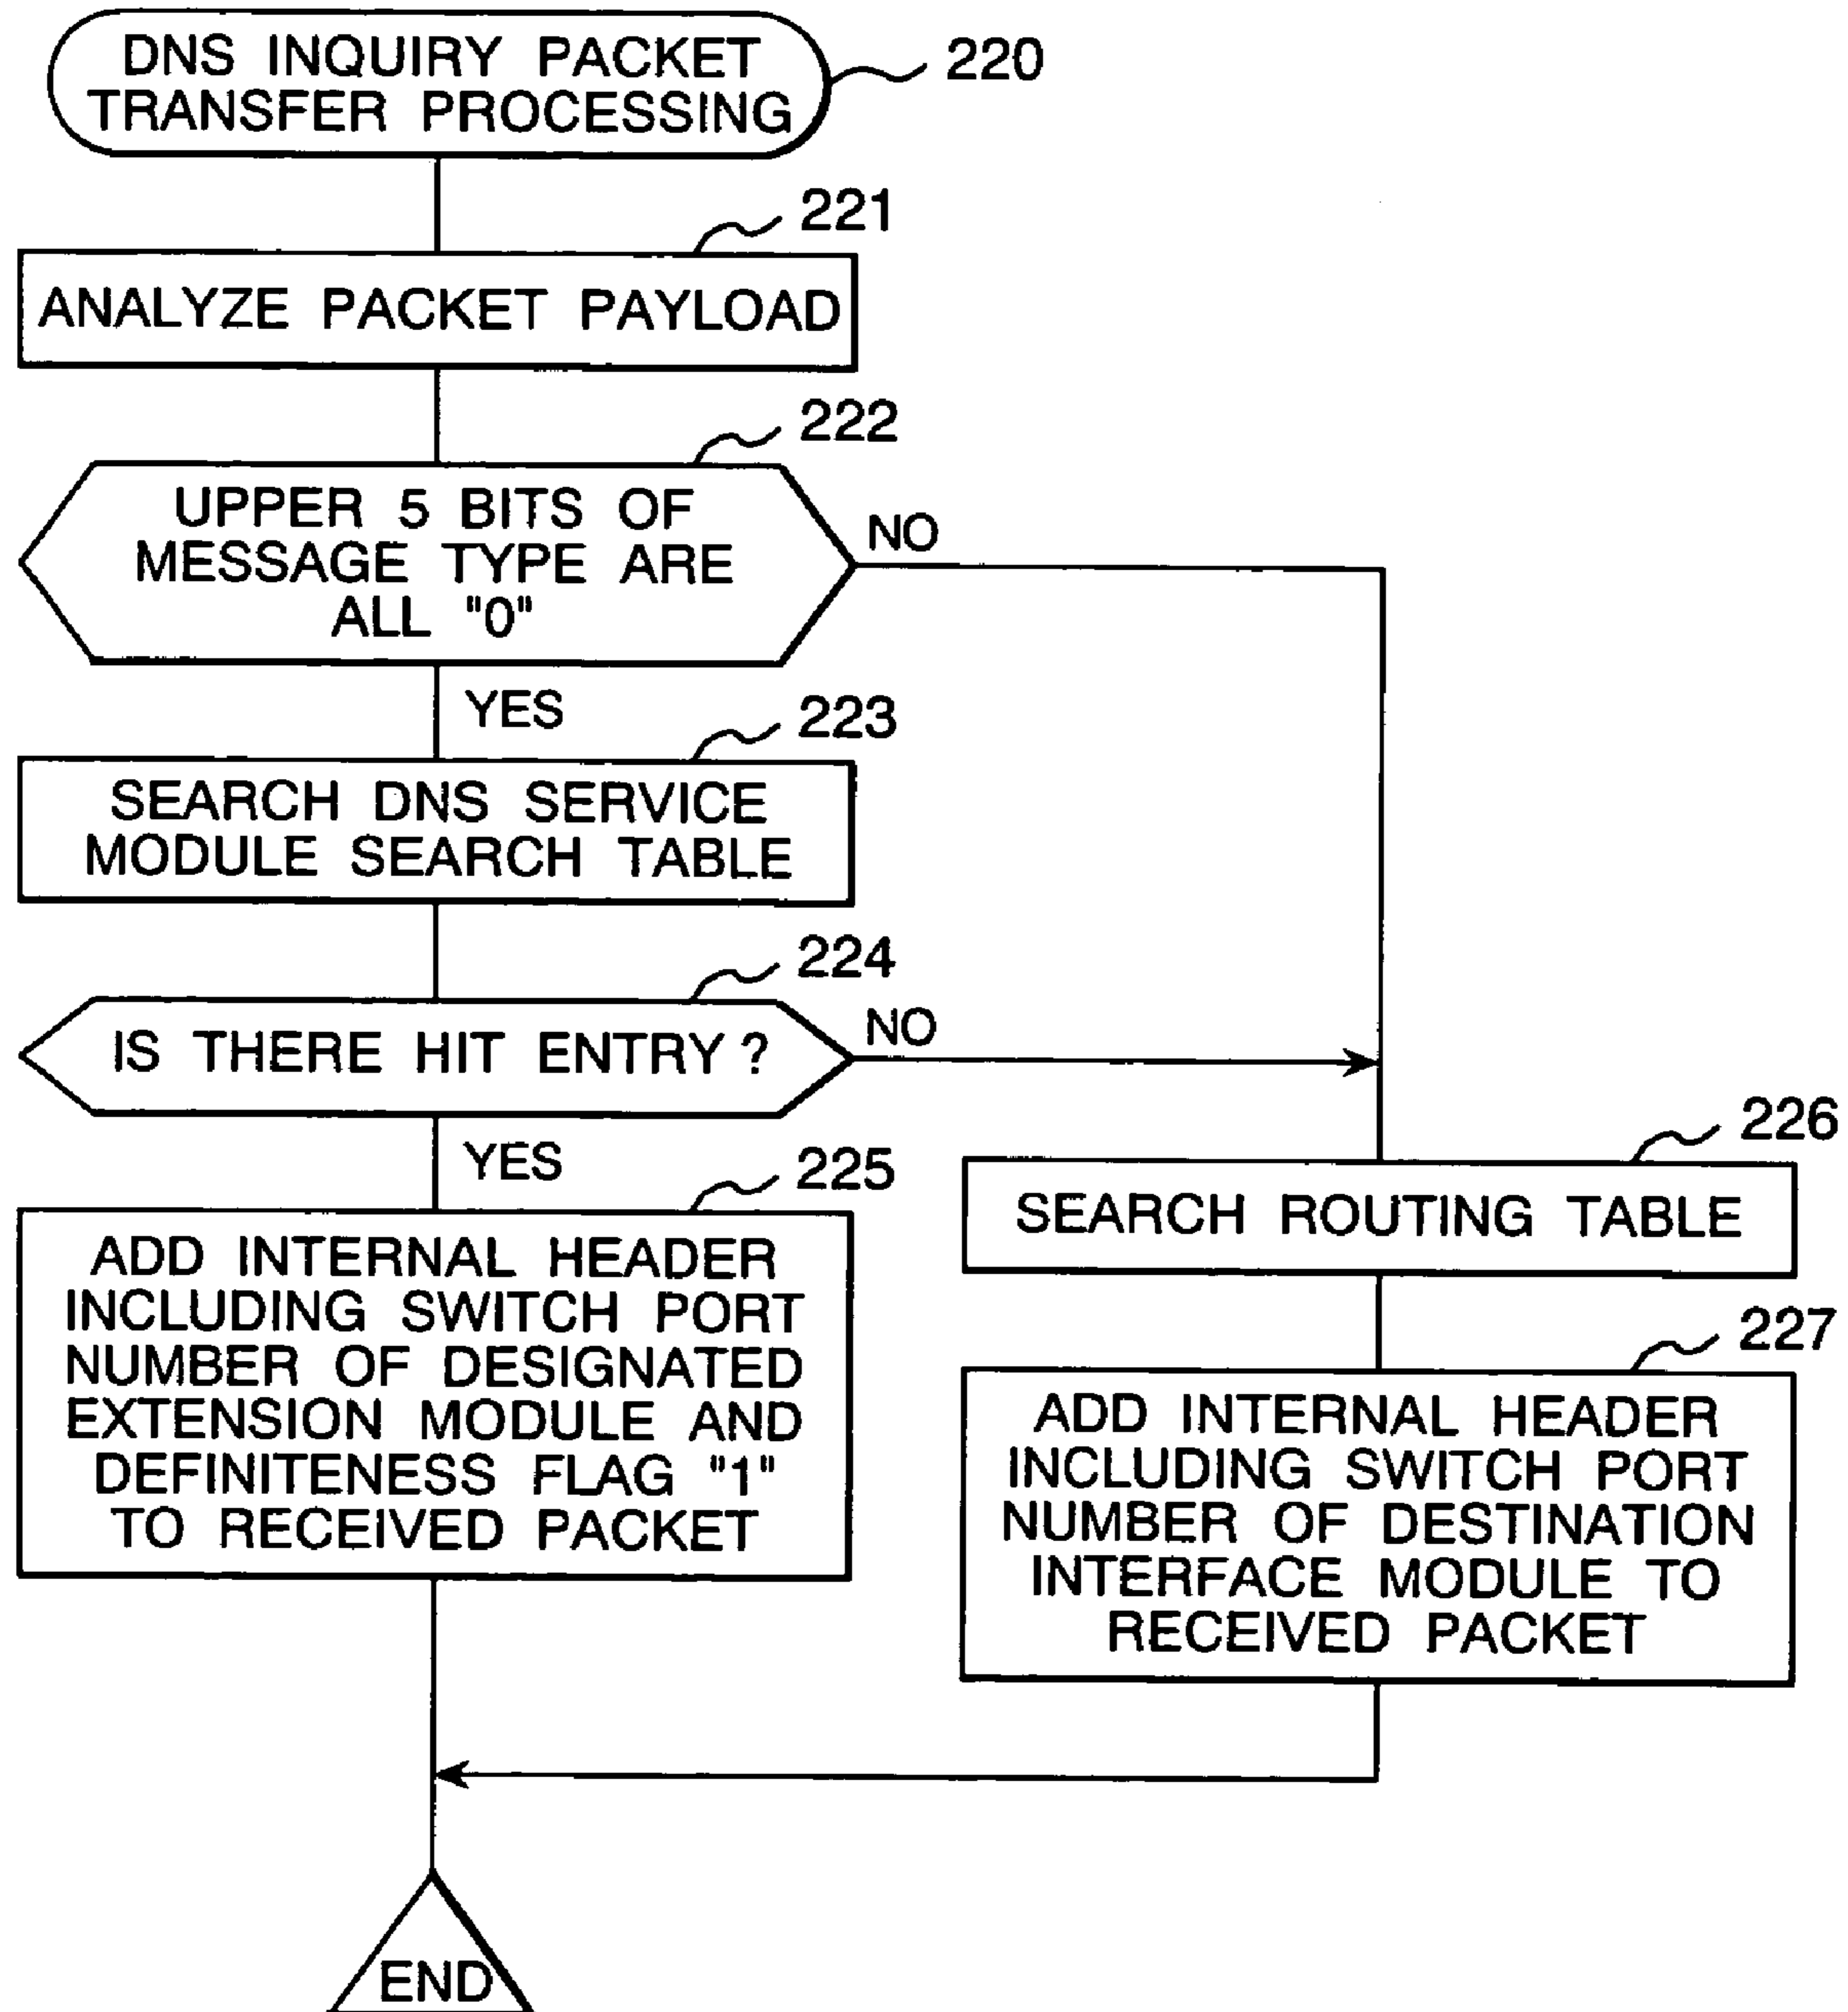 DNS INQUIRY PACKET
TRANSFER PROCESSING
220
221
ANALYZE PACKET PAYLOAD
222
UPPER 5 BITS OF
MESSAGE TYPE ARE
ALL "0"
NO
YES
223
SEARCH DNS SERVICE
MODULE SEARCH TABLE
224
IS THERE HIT ENTRY ?
NO
YES
225
ADD INTERNAL HEADER
INCLUDING SWITCH PORT
NUMBER OF DESIGNATED
EXTENSION MODULE AND
DEFINITENESS FLAG "1"
TO RECEIVED PACKET
226
SEARCH ROUTING TABLE
227
ADD INTERNAL HEADER
INCLUDING SWITCH PORT
NUMBER OF DESTINATION
INTERFACE MODULE TO
RECEIVED PACKET
END